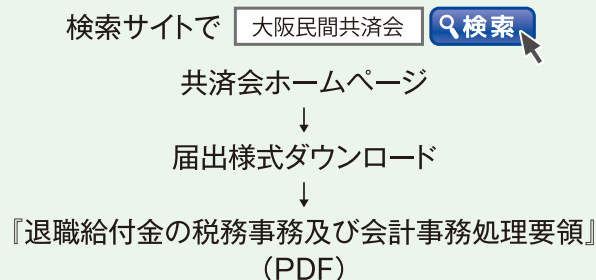 検索サイトで 大阪民間共済会 検索
共済会ホームページ
↓
届出様式ダウンロード
↓
『退職給付金の税務事務及び会計事務処理要領』
（PDF）